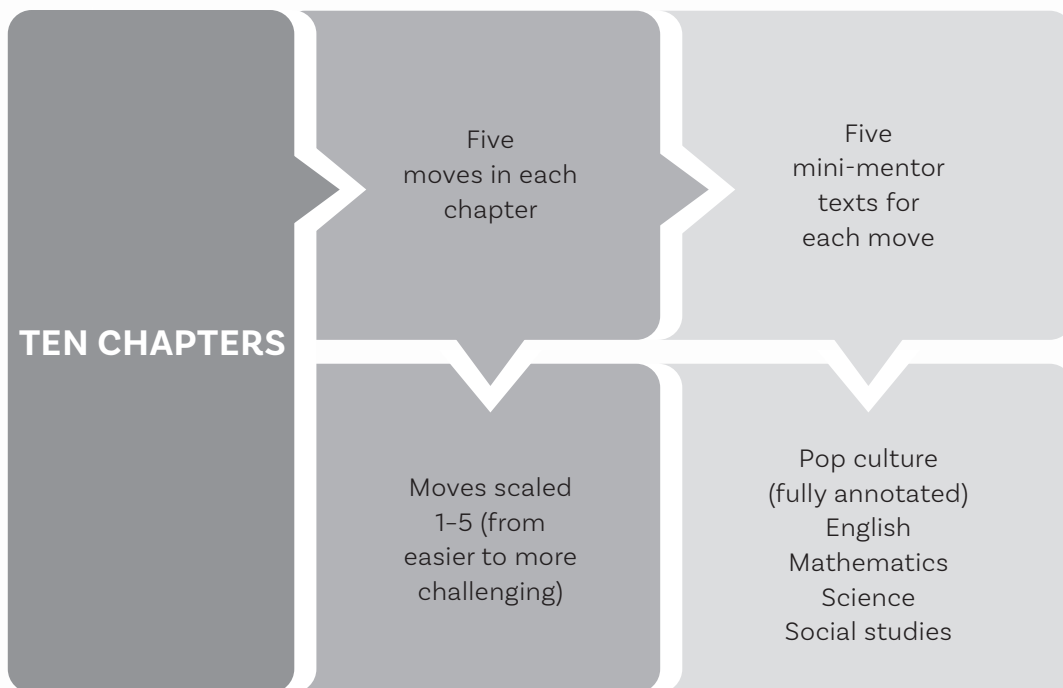 TEN CHAPTERS
Five
moves in each
chapter
Five
mini-mentor
texts for
each move
Moves scaled
1–5 (from
easier to more
challenging)
Pop culture
(fully annotated)
English
Mathematics
Science
Social studies